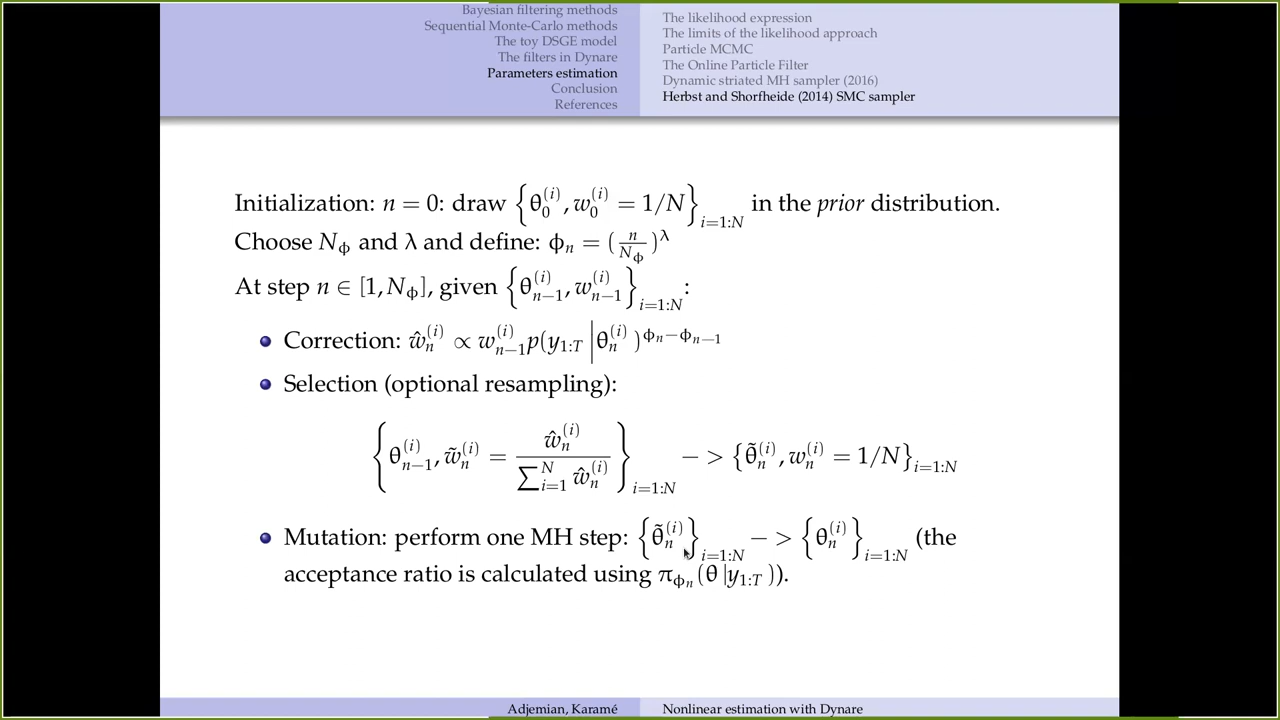 Bayesian filtering methods
Sequential Monte-Carlo methods
The toy DSGE model
The filters in Dynare
Parameters estimation
Conclusion
References
The likelihood expression
The limits of the likelihood approach
Particle MCMC
The Online Particle Filter
Dynamic striated MH sampler (2016)
Herbst and Shorfheide (2014) SMC sampler
Initialization: n = 0: draw {θ_0^{(i)}, w_0^{(i)} = 1/N}_{i=1:N} in the prior distribution.
Choose N_ϕ and λ and define: ϕ_n = (n/N_ϕ)^λ
At step n ∈ [1, N_ϕ], given {θ_{n−1}^{(i)}, w_{n−1}^{(i)}}_{i=1:N}:
• Correction: ŵ_n^{(i)} ∝ w_{n−1}^{(i)} p(y_{1:T} | θ_n^{(i)})^{ϕ_n−ϕ_{n−1}}
• Selection (optional resampling):
{θ_{n−1}^{(i)}, w̃_n^{(i)} = ŵ_n^{(i)} / ∑_{i=1}^{N} ŵ_n^{(i)}}_{i=1:N} − > {θ̃_n^{(i)}, w_n^{(i)} = 1/N}_{i=1:N}
• Mutation: perform one MH step: {θ̃_n^{(i)}}_{i=1:N} − > {θ_n^{(i)}}_{i=1:N} (the
acceptance ratio is calculated using π_{ϕ_n}(θ |y_{1:T} )).
Adjemian, Karamé
Nonlinear estimation with Dynare